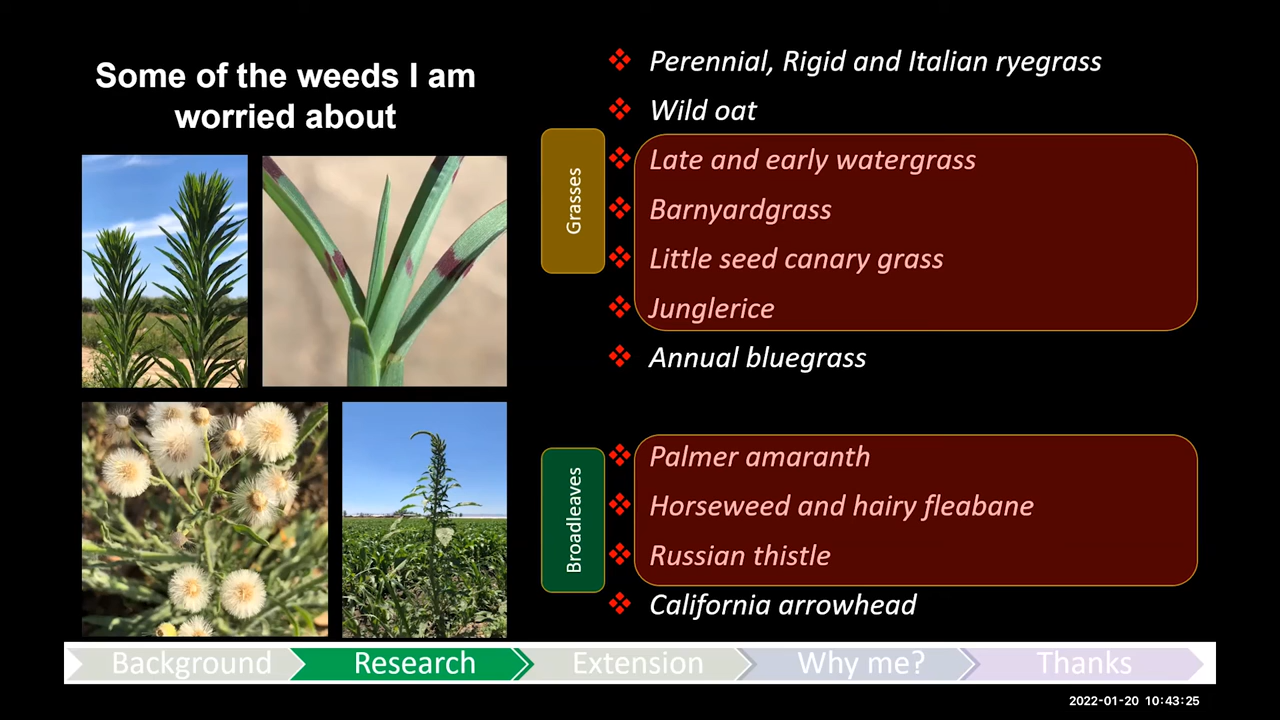 Some of the weeds I am
worried about
Perennial, Rigid and Italian ryegrass
Wild oat
Grasses
Late and early watergrass
Barnyardgrass
Little seed canary grass
Junglerice
Annual bluegrass
Broadleaves
Palmer amaranth
Horseweed and hairy fleabane
Russian thistle
California arrowhead
Background
Research
Extension
Why me?
Thanks
2022-01-20 10:43:25